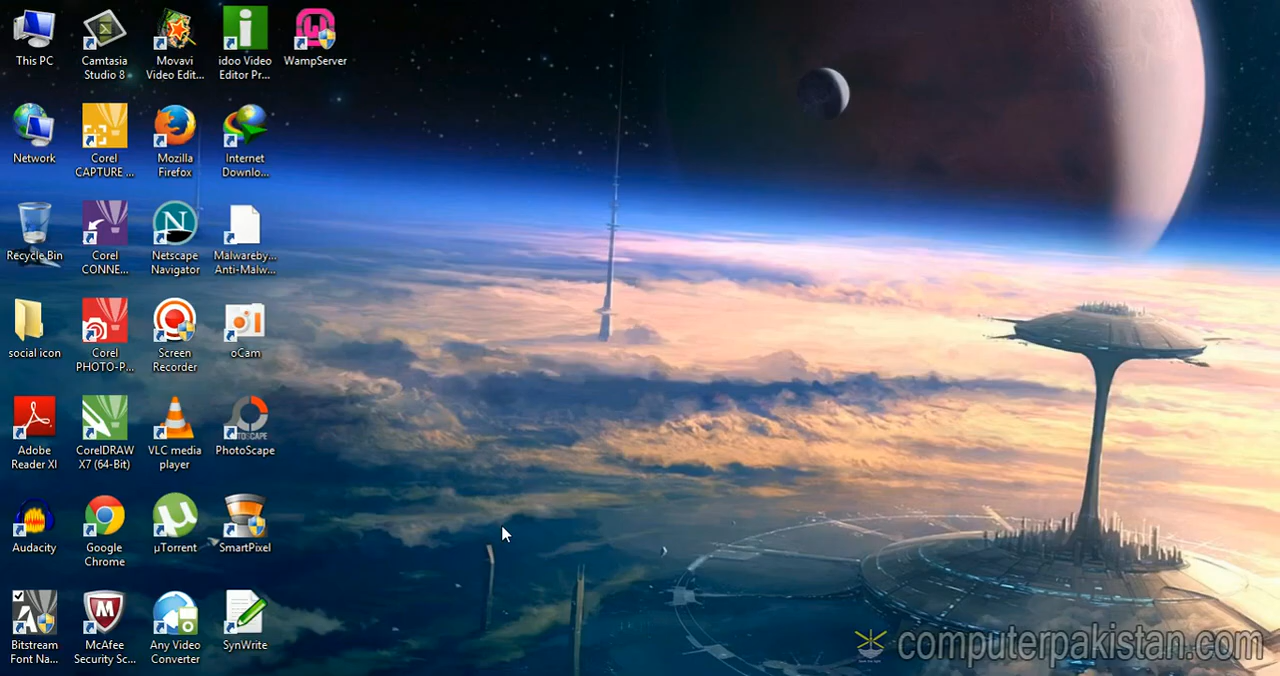 This PC
Camtasia
Studio 8
Movavi
Video Edit...
idoo Video
Editor Pr...
WampServer
Network
Corel
CAPTURE ...
Mozilla
Firefox
Internet
Downlo...
Recycle Bin
Corel
CONNE...
Netscape
Navigator
Malwareby...
Anti-Malw...
social icon
Corel
PHOTO-P...
Screen
Recorder
oCam
Adobe
Reader XI
CorelDRAW
X7 (64-Bit)
VLC media
player
PhotoScape
Audacity
Google
Chrome
µTorrent
SmartPixel
Bitstream
Font Na...
McAfee
Security Sc...
Any Video
Converter
SynWrite
computerpakistan.com